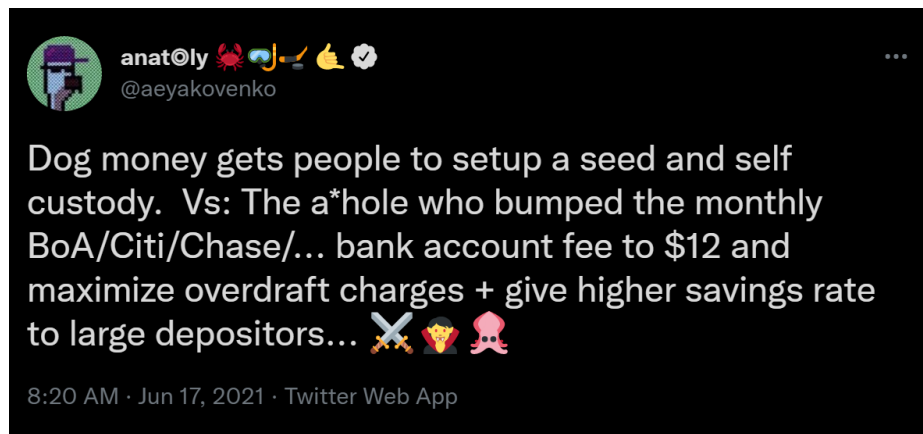 anat◎ly 🦀🤿🏒🤙
@aeyakovenko
Dog money gets people to setup a seed and self
custody.  Vs: The a*hole who bumped the monthly
BoA/Citi/Chase/... bank account fee to $12 and
maximize overdraft charges + give higher savings rate
to large depositors... ⚔️🧛‍♂️🦑
8:20 AM · Jun 17, 2021 · Twitter Web App